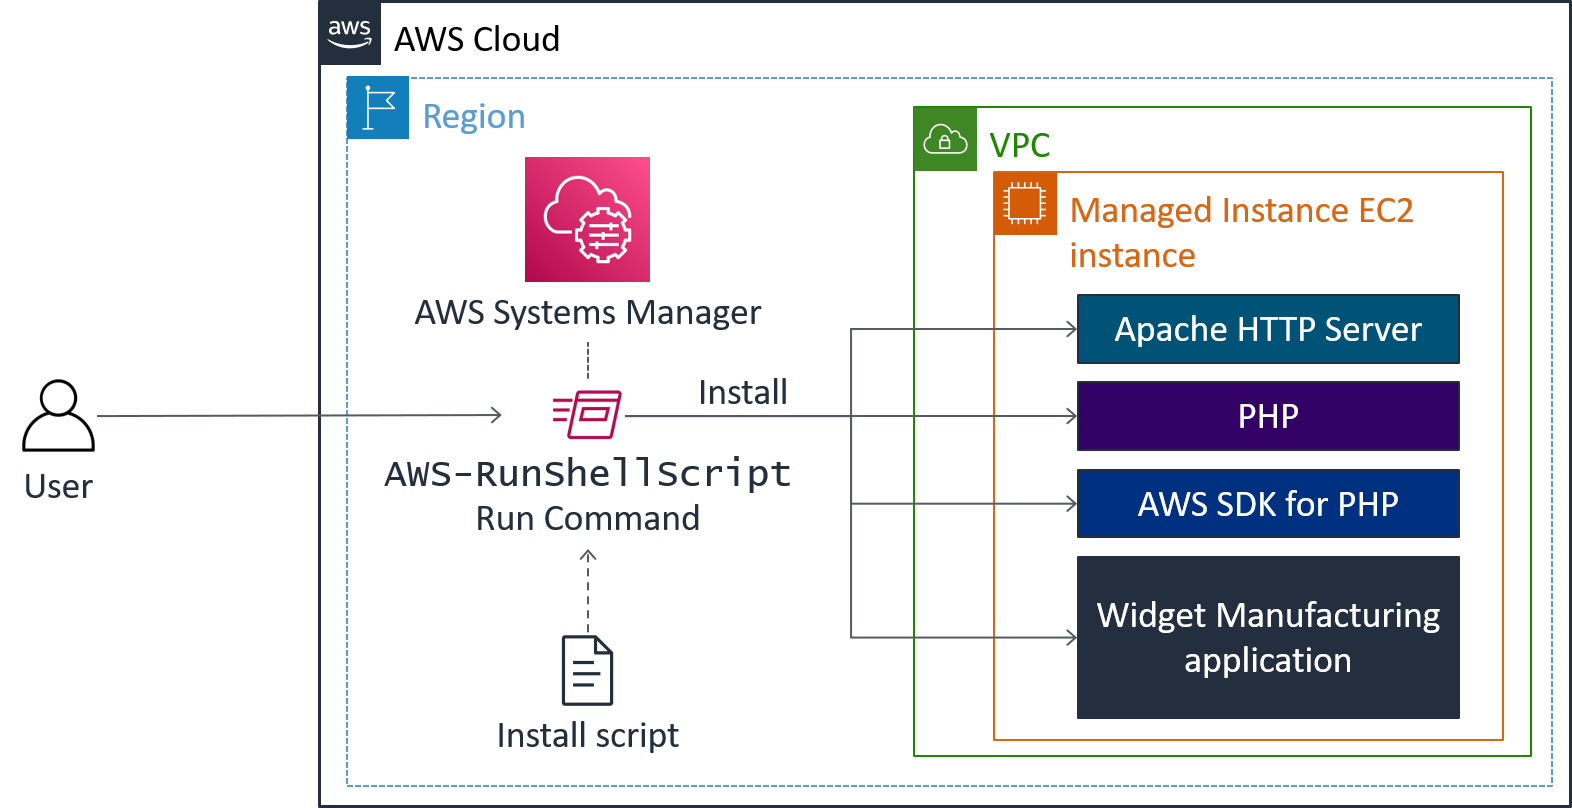 aws
AWS Cloud
Region
VPC
Managed Instance EC2
instance
AWS Systems Manager
Apache HTTP Server
Install
PHP
User
AWS-RunShellScript
Run Command
AWS SDK for PHP
Widget Manufacturing
application
Install script